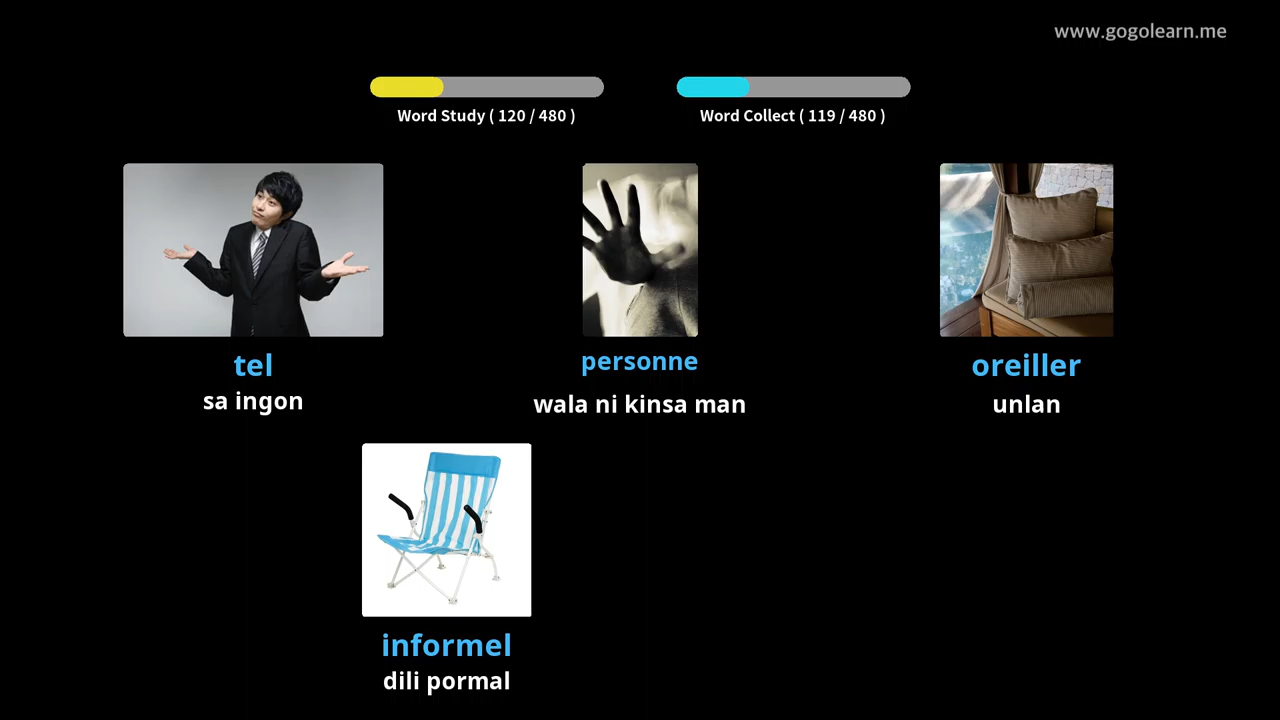 www.gogolearn.me
Word Study ( 120 / 480 )
Word Collect ( 119 / 480 )
tel
sa ingon
personne
wala ni kinsa man
oreiller
unlan
informel
dili pormal